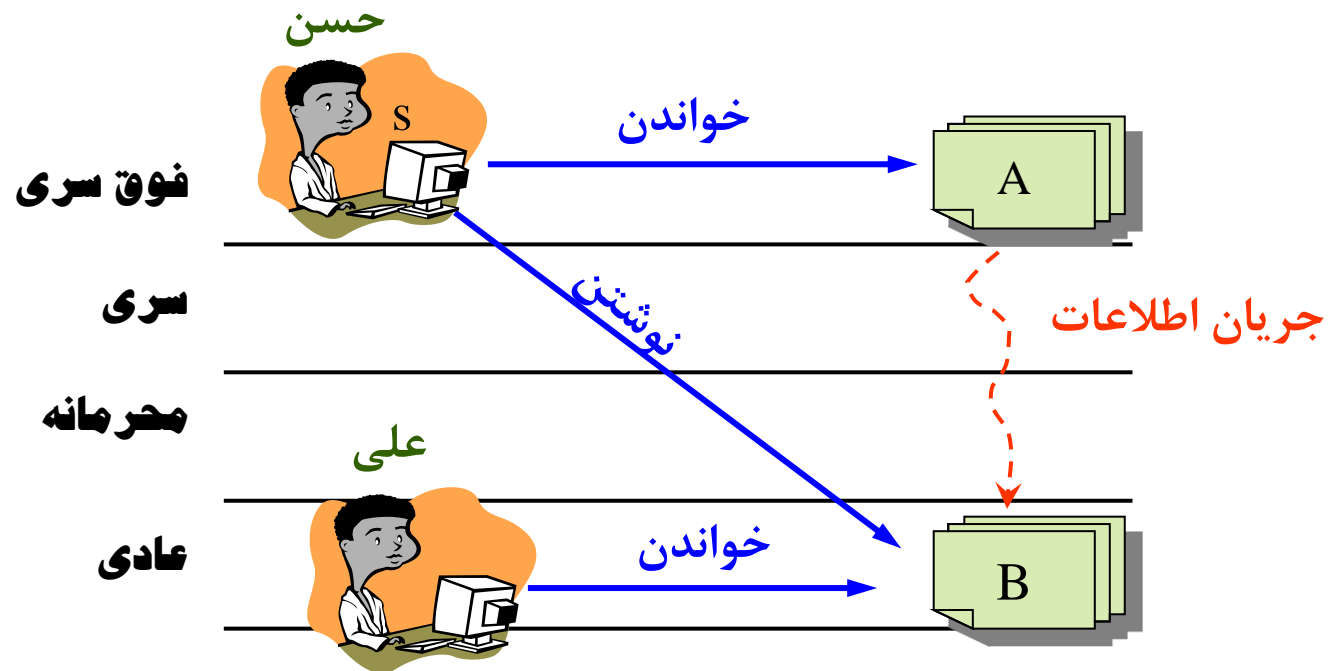 حسن
S
خواندن
A
فوق سری
نوشتن
سری
جریان اطلاعات
محرمانه
علی
خواندن
عادی
B